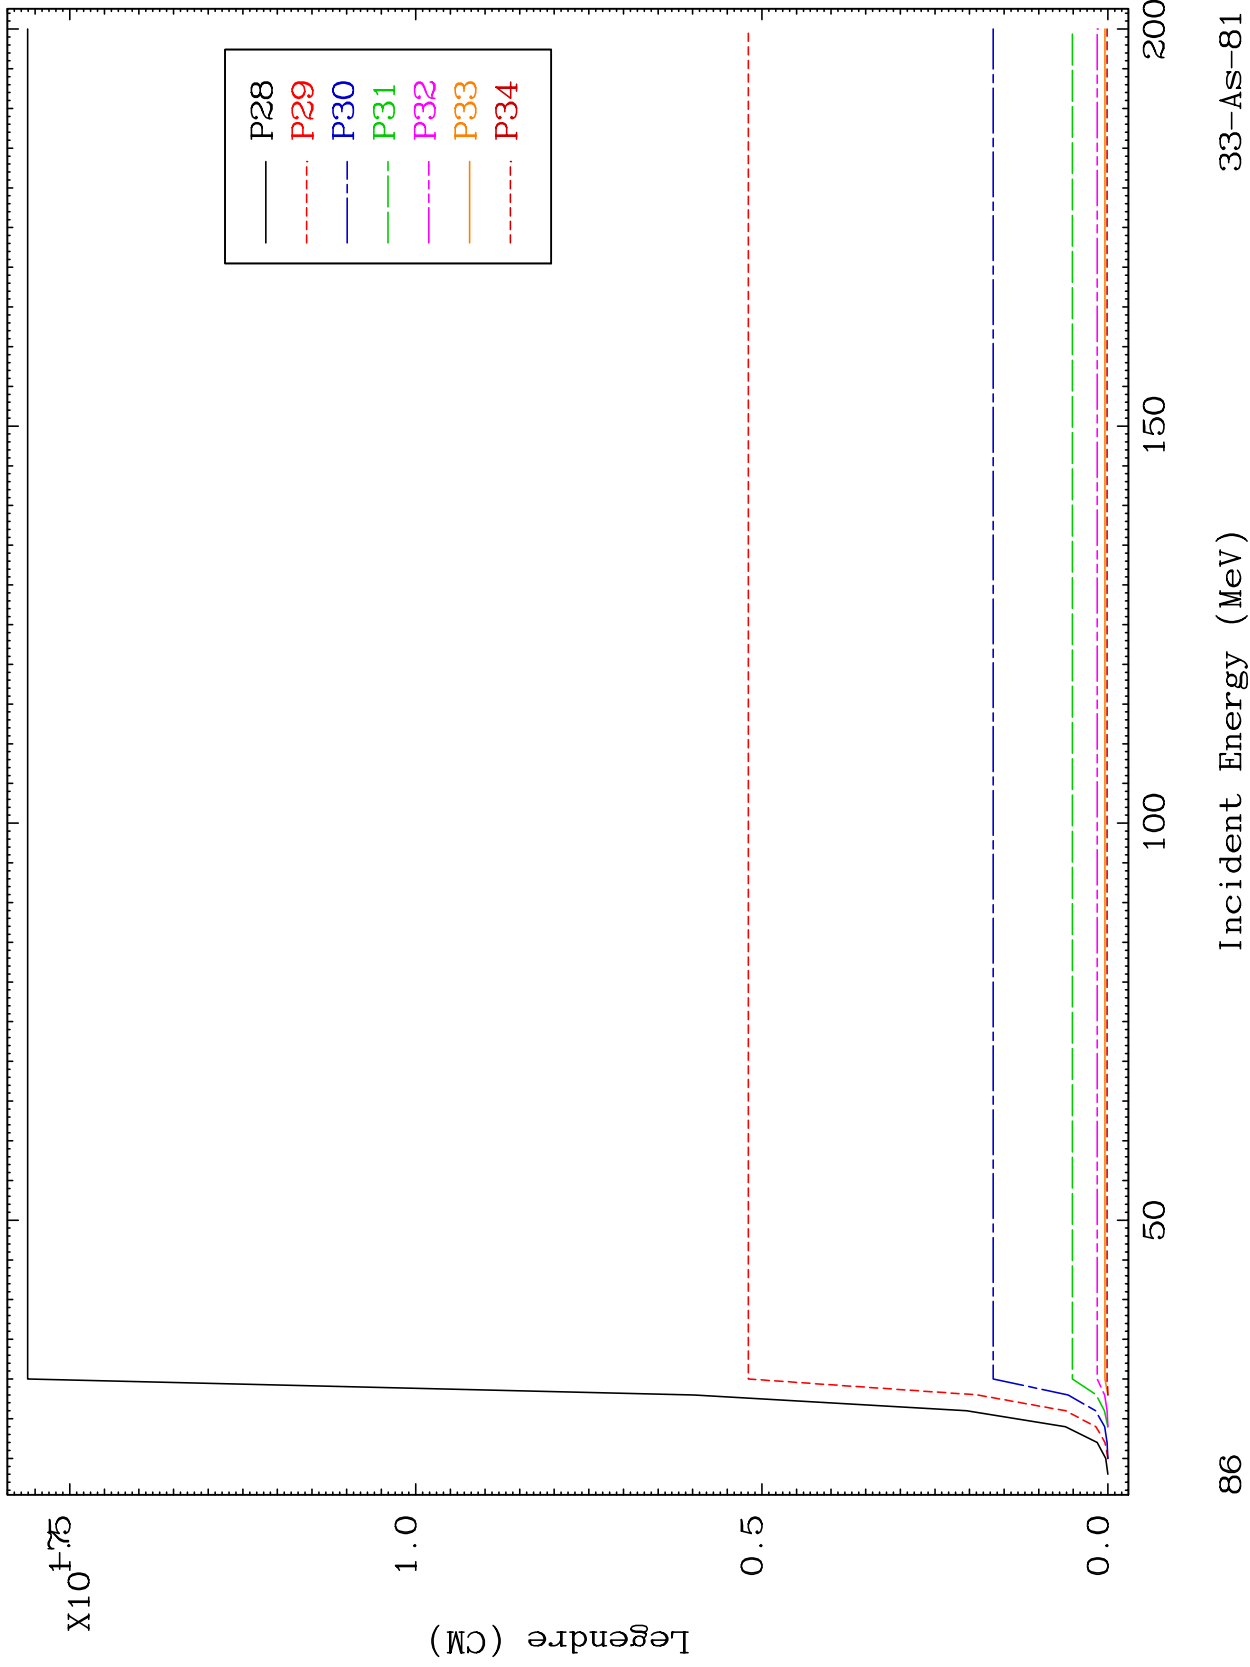 X10
1.0
0.5
0.0
Legendre (CM)
P28
P29
P30
P31
P32
P33
P34
50 100 150 200
Incident Energy (MeV)
86
33-As-81